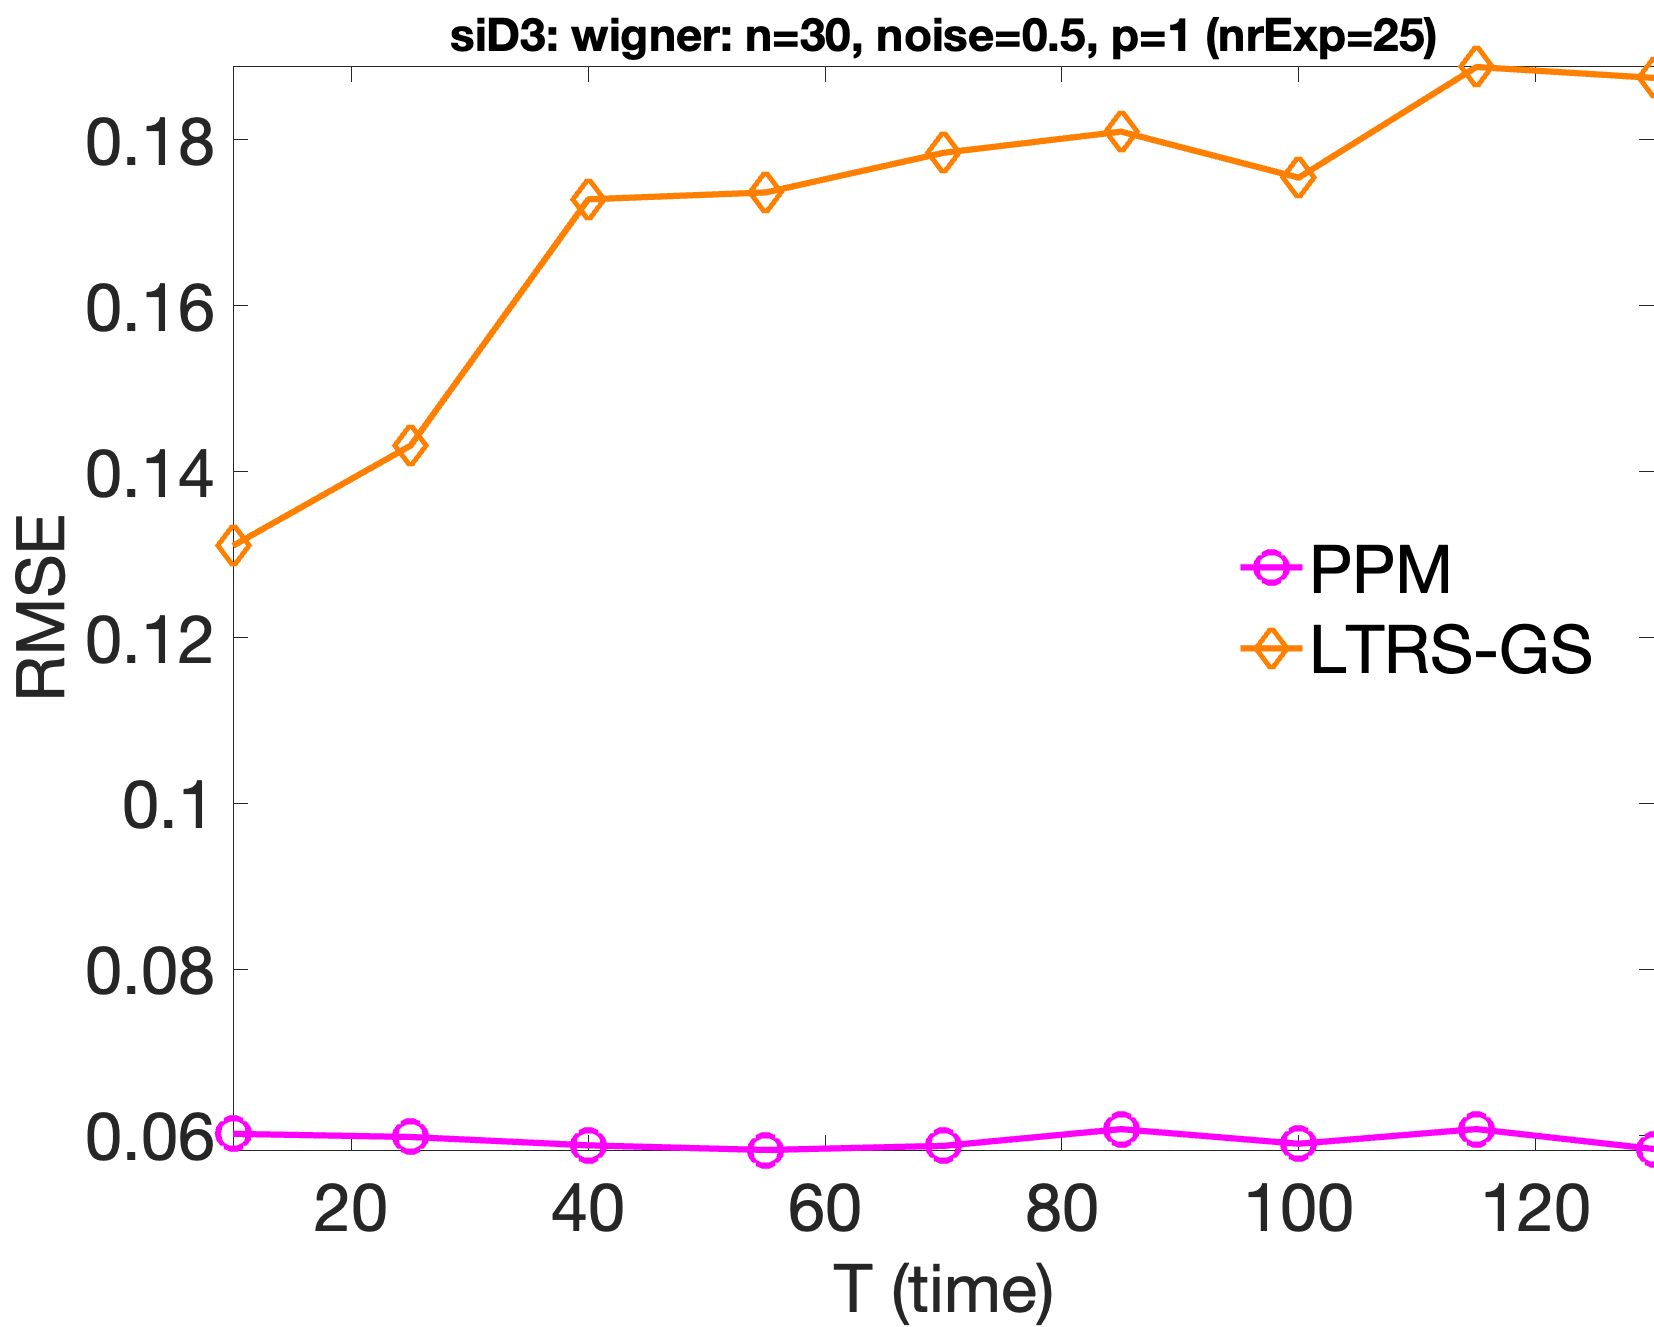 siD3: wigner: n=30, noise=0.5, p=1 (nrExp=25)
0.18
0.16
0.14
0.12
0.1
0.08
0.06
RMSE
PPM
LTRS-GS
20 40 60 80 100 120
T (time)